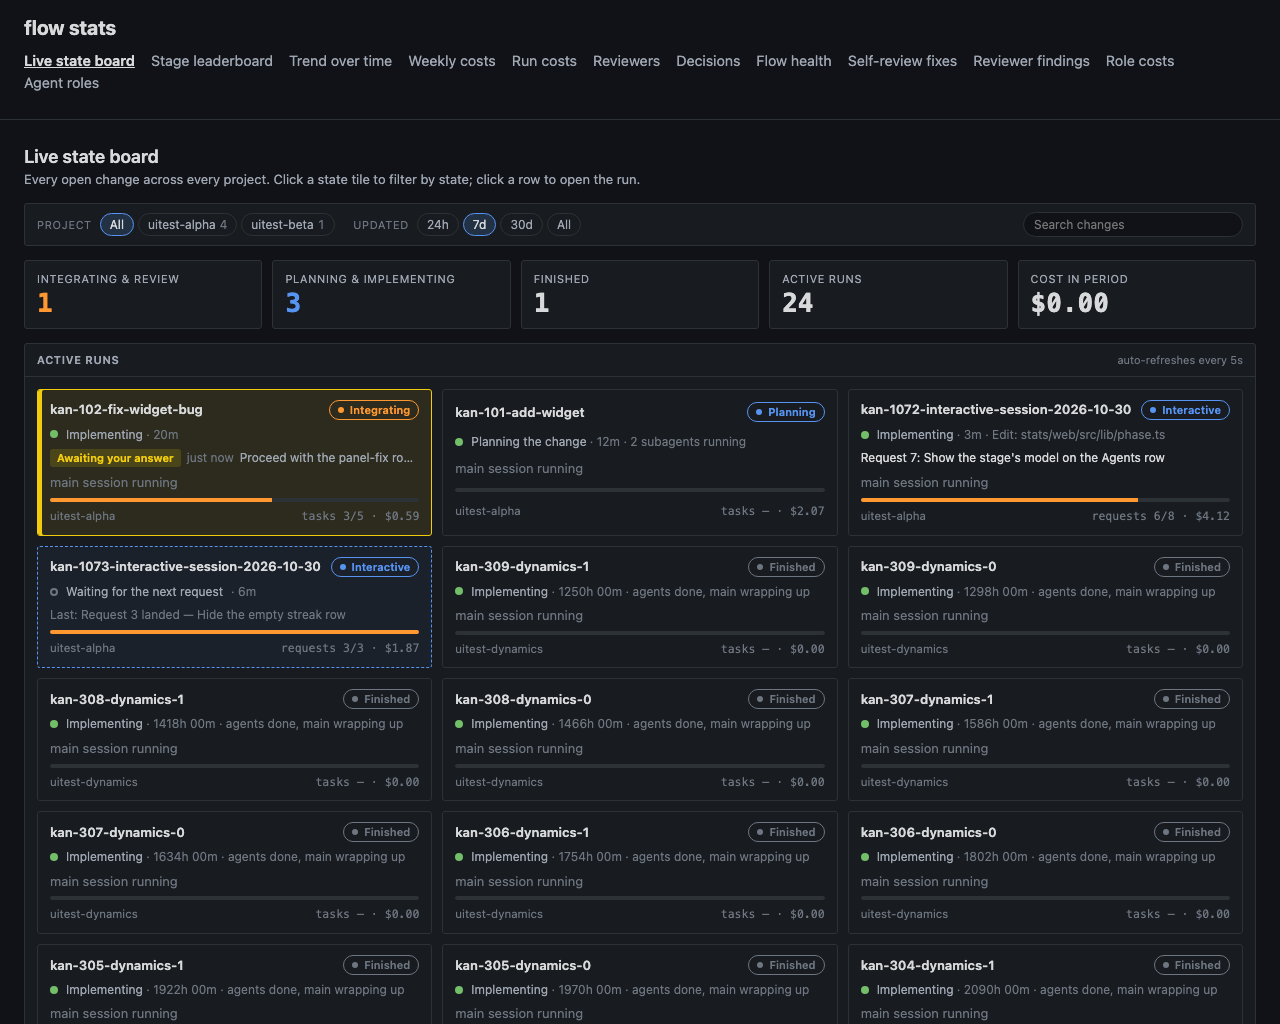 flow stats
Live state board Stage leaderboard Trend over time Weekly costs Run costs Reviewers Decisions Flow health Self-review fixes Reviewer findings Role costs
Agent roles
Live state board
Every open change across every project. Click a state tile to filter by state; click a row to open the run.
PROJECT All uitest-alpha 4 uitest-beta 1 UPDATED 24h 7d 30d All Search changes
INTEGRATING & REVIEW
1
PLANNING & IMPLEMENTING
3
FINISHED
1
ACTIVE RUNS
24
COST IN PERIOD
$0.00
ACTIVE RUNS auto-refreshes every 5s
kan-102-fix-widget-bug Integrating
Implementing · 20m
Awaiting your answer just now Proceed with the panel-fix ro...
main session running
uitest-alpha tasks 3/5 · $0.59
kan-101-add-widget Planning
Planning the change · 12m · 2 subagents running
main session running
uitest-alpha tasks — · $2.07
kan-1072-interactive-session-2026-10-30 Interactive
Implementing · 3m · Edit: stats/web/src/lib/phase.ts
Request 7: Show the stage's model on the Agents row
main session running
uitest-alpha requests 6/8 · $4.12
kan-1073-interactive-session-2026-10-30 Interactive
Waiting for the next request · 6m
Last: Request 3 landed — Hide the empty streak row
uitest-alpha requests 3/3 · $1.87
kan-309-dynamics-1 Finished
Implementing · 1250h 00m · agents done, main wrapping up
main session running
uitest-dynamics tasks — · $0.00
kan-309-dynamics-0 Finished
Implementing · 1298h 00m · agents done, main wrapping up
main session running
uitest-dynamics tasks — · $0.00
kan-308-dynamics-1 Finished
Implementing · 1418h 00m · agents done, main wrapping up
main session running
uitest-dynamics tasks — · $0.00
kan-308-dynamics-0 Finished
Implementing · 1466h 00m · agents done, main wrapping up
main session running
uitest-dynamics tasks — · $0.00
kan-307-dynamics-1 Finished
Implementing · 1586h 00m · agents done, main wrapping up
main session running
uitest-dynamics tasks — · $0.00
kan-307-dynamics-0 Finished
Implementing · 1634h 00m · agents done, main wrapping up
main session running
uitest-dynamics tasks — · $0.00
kan-306-dynamics-1 Finished
Implementing · 1754h 00m · agents done, main wrapping up
main session running
uitest-dynamics tasks — · $0.00
kan-306-dynamics-0 Finished
Implementing · 1802h 00m · agents done, main wrapping up
main session running
uitest-dynamics tasks — · $0.00
kan-305-dynamics-1 Finished
Implementing · 1922h 00m · agents done, main wrapping up
main session running
kan-305-dynamics-0 Finished
Implementing · 1970h 00m · agents done, main wrapping up
main session running
kan-304-dynamics-1 Finished
Implementing · 2090h 00m · agents done, main wrapping up
main session running